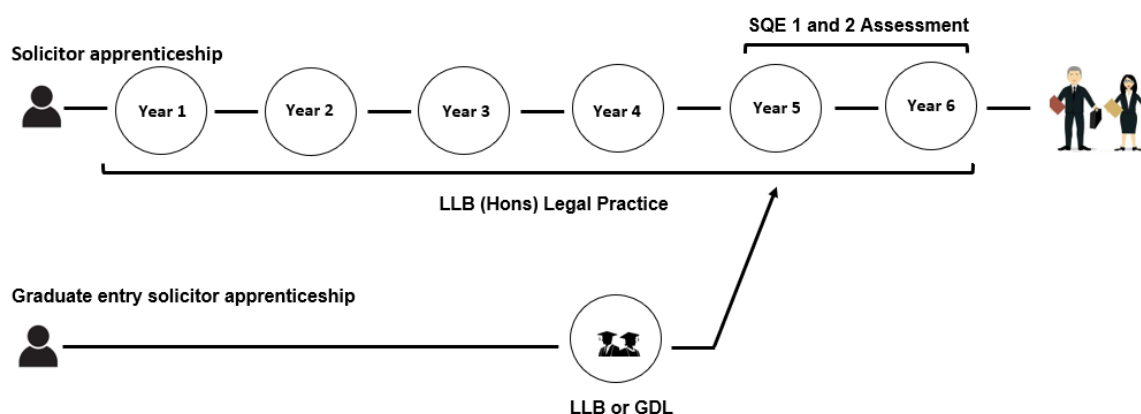 SQE 1 and 2 Assessment
Solicitor apprenticeship
Year 1
Year 2
Year 3
Year 4
Year 5
Year 6
LLB (Hons) Legal Practice
Graduate entry solicitor apprenticeship
LLB or GDL